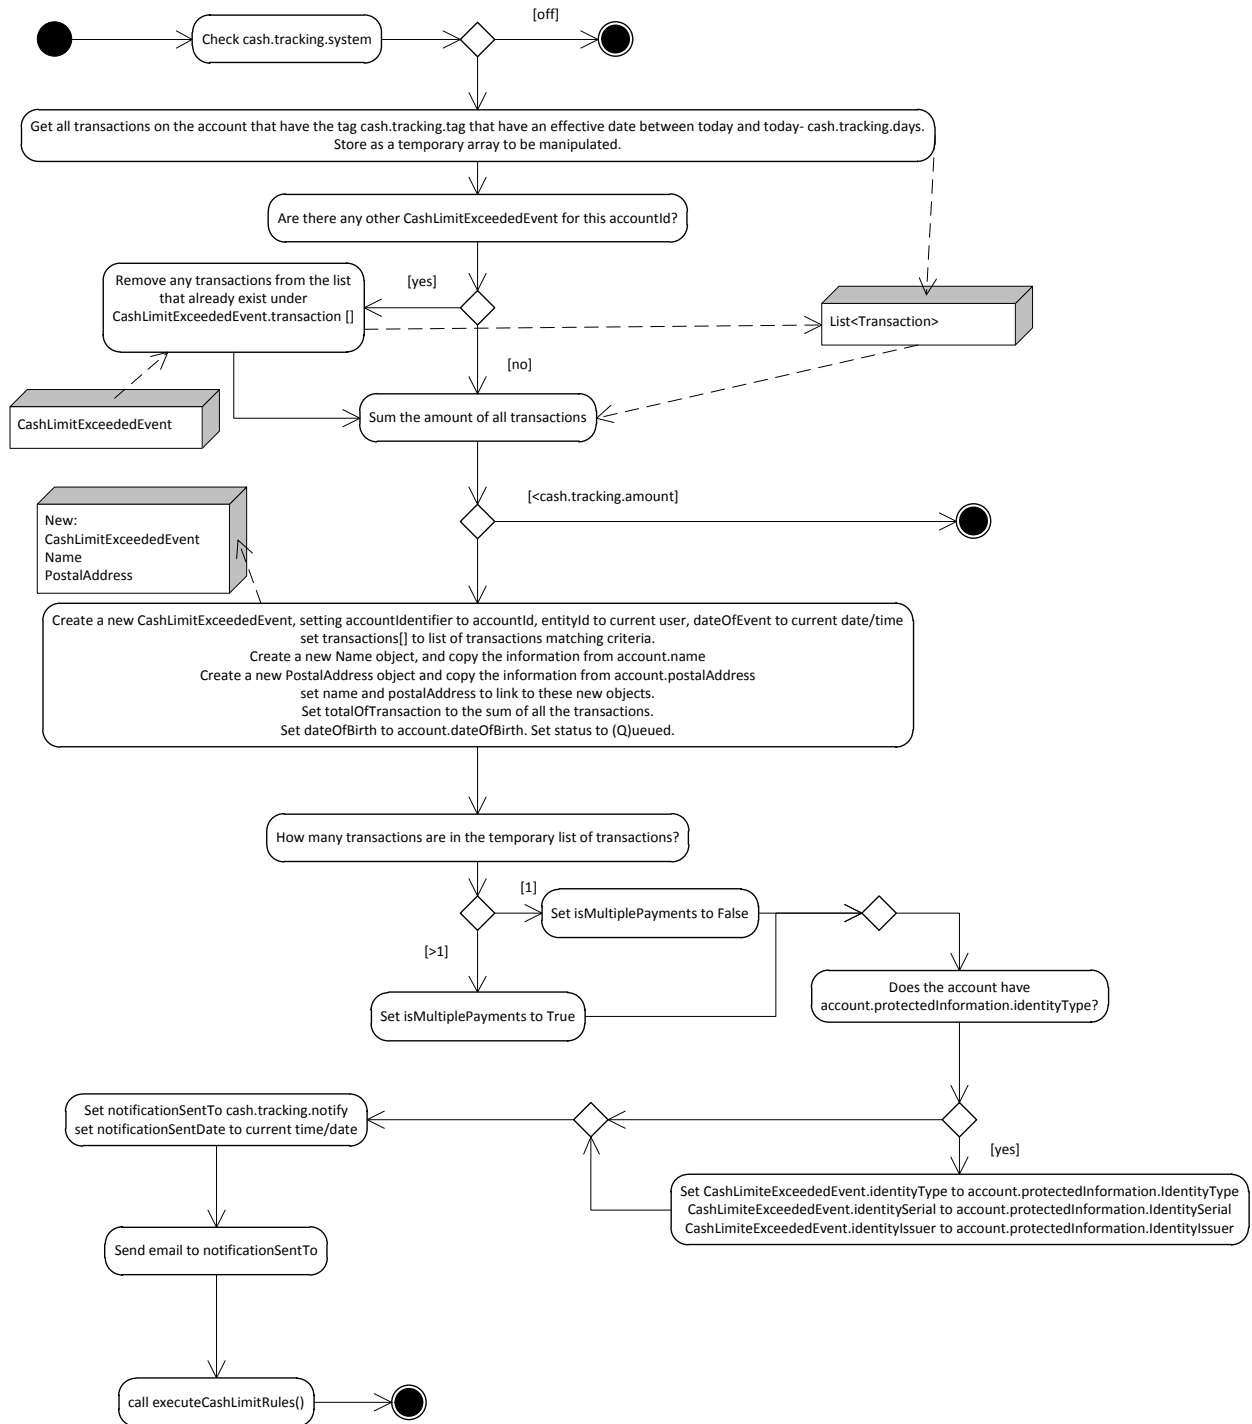 [off]
Check cash.tracking.system
Get all transactions on the account that have the tag cash.tracking.tag that have an effective date between today and today- cash.tracking.days.
Store as a temporary array to be manipulated.
Are there any other CashLimitExceededEvent for this accountId?
[yes]
Remove any transactions from the list
that already exist under
CashLimitExceededEvent.transaction []
List<Transaction>
[no]
CashLimitExceededEvent
Sum the amount of all transactions
[<cash.tracking.amount]
New:
CashLimitExceededEvent
Name
PostalAddress
Create a new CashLimitExceededEvent, setting accountIdentifier to accountId, entityId to current user, dateOfEvent to current date/time
set transactions[] to list of transactions matching criteria.
Create a new Name object, and copy the information from account.name
Create a new PostalAddress object and copy the information from account.postalAddress
set name and postalAddress to link to these new objects.
Set totalOfTransaction to the sum of all the transactions.
Set dateOfBirth to account.dateOfBirth. Set status to (Q)ueued.
How many transactions are in the temporary list of transactions?
[1]
Set isMultiplePayments to False
[>1]
Set isMultiplePayments to True
Does the account have
account.protectedInformation.identityType?
Set notificationSentTo cash.tracking.notify
set notificationSentDate to current time/date
[yes]
Set CashLimiteExceededEvent.identityType to account.protectedInformation.IdentityType
CashLimiteExceededEvent.identitySerial to account.protectedInformation.IdentitySerial
CashLimiteExceededEvent.identityIssuer to account.protectedInformation.IdentityIssuer
Send email to notificationSentTo
call executeCashLimitRules()